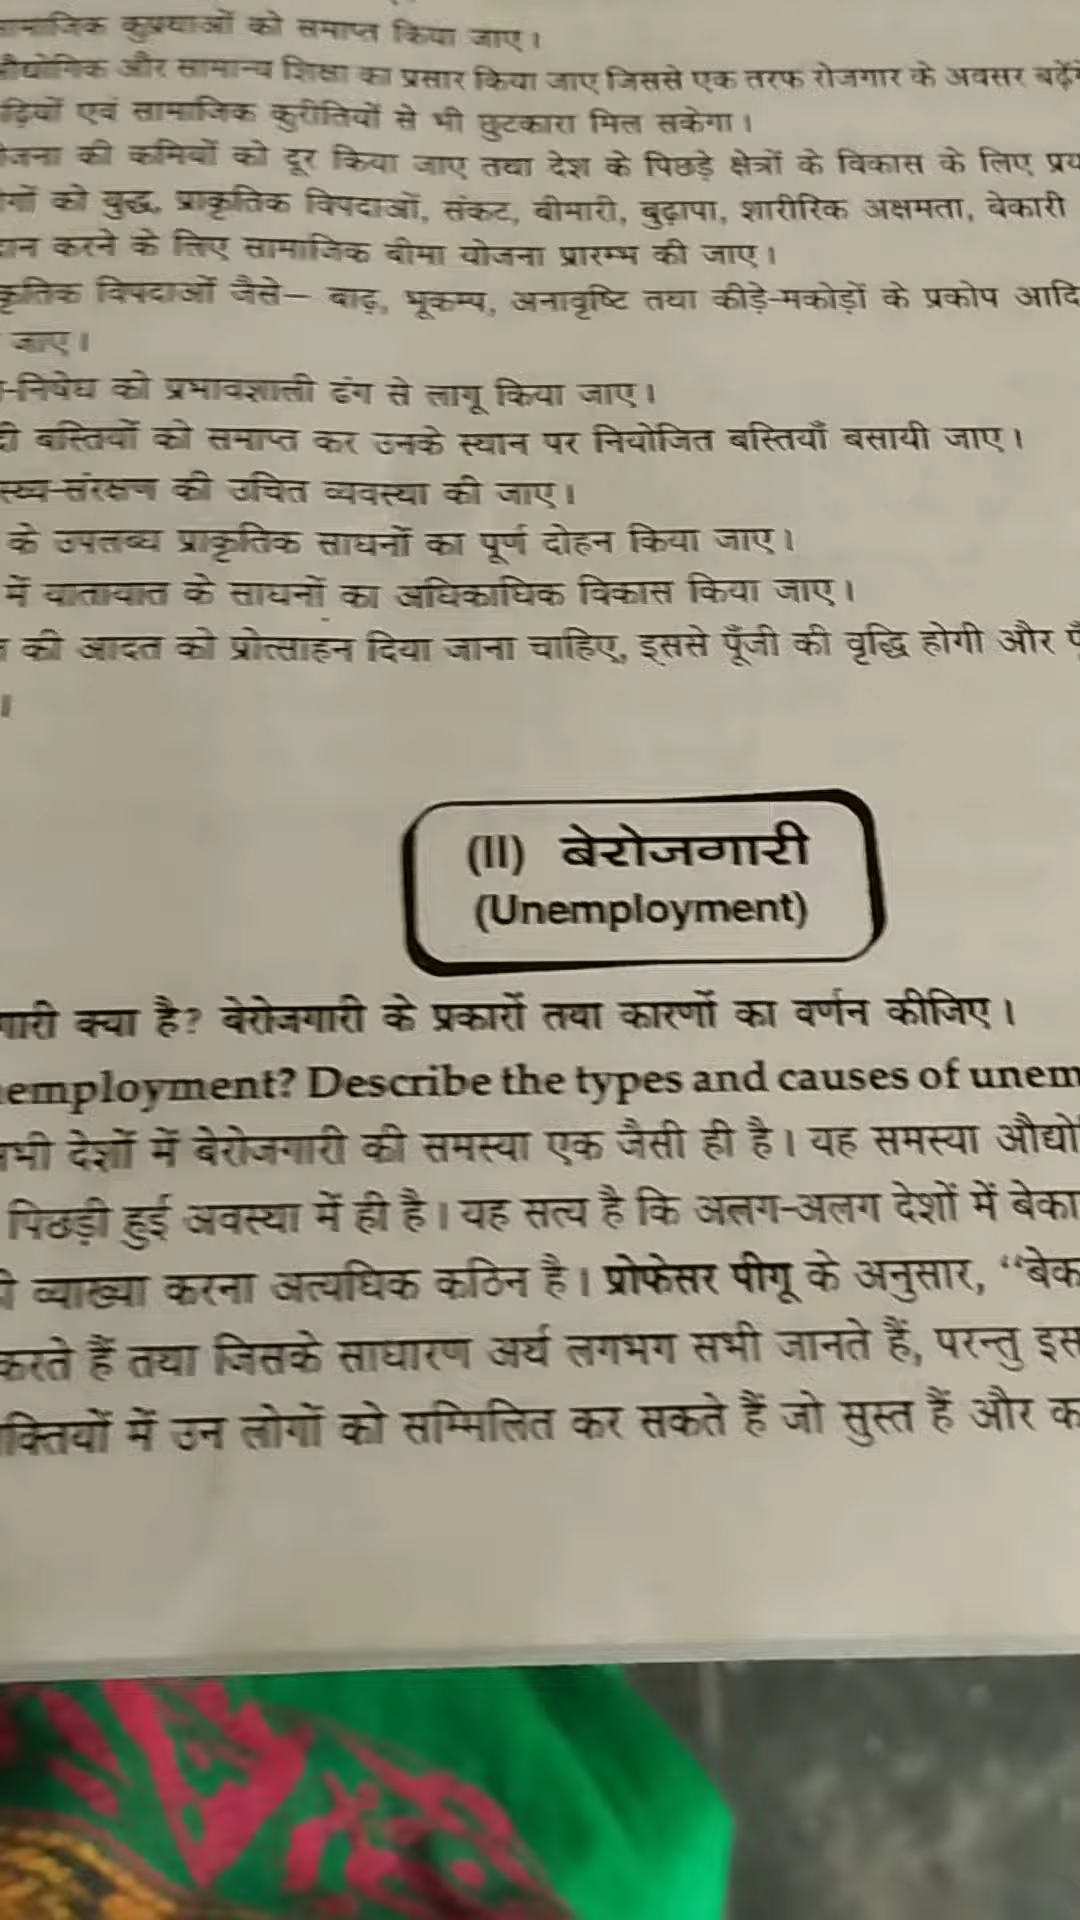 सामाजिक कुप्रथाओं को समाप्त किया जाए।
औद्योगिक और सामान्य शिक्षा का प्रसार किया जाए जिससे एक तरफ रोजगार के अवसर बढ़ेंगे
एवं सामाजिक कुरीतियों से भी छुटकारा मिल सकेगा।
की कमियों को दूर किया जाए तथा देश के पिछड़े क्षेत्रों के विकास के लिए
को युद्ध, प्राकृतिक विपदाओं, संकट, बीमारी, बुढ़ापा, शारीरिक अक्षमता, बेकारी
करने के लिए सामाजिक बीमा योजना प्रारम्भ की जाए।
विपदाओं जैसे— बाढ़, भूकम्प, अनावृष्टि तथा कीड़े-मकोड़ों के प्रकोप आदि
जाए।
-निषेध को प्रभावशाली ढंग से लागू किया जाए।
बस्तियों को समाप्त कर उनके स्थान पर नियोजित बस्तियाँ बसायी जाए।
-संरक्षण की उचित व्यवस्था की जाए।
के उपलब्ध प्राकृतिक साधनों का पूर्ण दोहन किया जाए।
में यातायात के साधनों का अधिकाधिक विकास किया जाए।
की आदत को प्रोत्साहन दिया जाना चाहिए, इससे पूँजी की वृद्धि होगी और
।
(II) बेरोजगारी
(Unemployment)
गारी क्या है? बेरोजगारी के प्रकारों तथा कारणों का वर्णन कीजिए।
employment? Describe the types and causes of unem
भी देशों में बेरोजगारी की समस्या एक जैसी ही है। यह समस्या औद्यो
पिछड़ी हुई अवस्था में ही है। यह सत्य है कि अलग-अलग देशों में बेका
व्याख्या करना अत्यधिक कठिन है। प्रोफेसर पीगू के अनुसार, “बेक
करते हैं तथा जिसके साधारण अर्थ लगभग सभी जानते हैं, परन्तु इस
क्तियों में उन लोगों को सम्मिलित कर सकते हैं जो सुस्त हैं और क